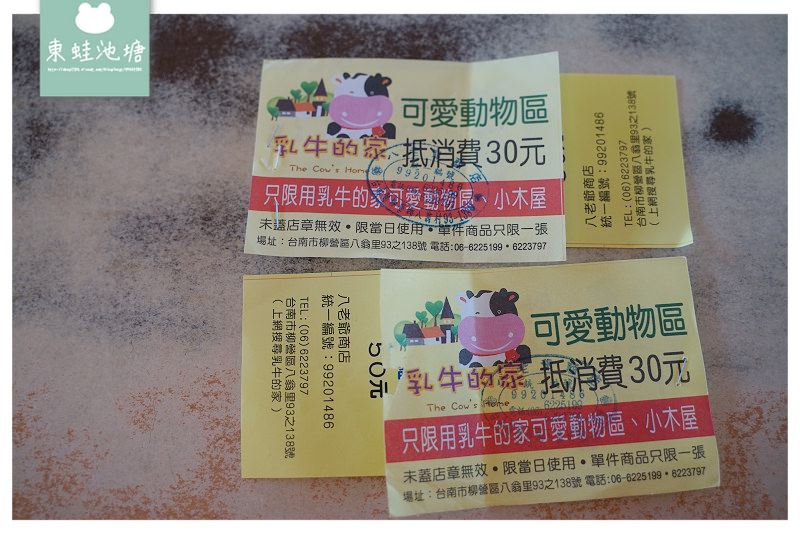 東蛙池塘
可愛動物區
乳牛的家 抵消費30元
The Cow's Home
99201486
只限用乳牛的家可愛動物區、小木屋
未蓋店章無效•限當日使用•單件商品只限一張
場址：台南市柳營區八翁里93之138號 電話:06-6225199•6223797
八老爺商店
統一編號：99201486
TEL:(06)6223797
台南市柳營區八翁里93之138號
(上網搜尋乳牛的家)
八老爺商店
統一編號：99201486
TEL:(06)6223797
台南市柳營區八翁里93之138號
(上網搜尋乳牛的家)
50元
可愛動物區
乳牛的家 抵消費30元
The Cow's Home
99201486
6225199
只限用乳牛的家可愛動物區、小木屋
未蓋店章無效•限當日使用•單件商品只限一張
場址：台南市柳營區八翁里93之138號 電話:06-6225199•6223797